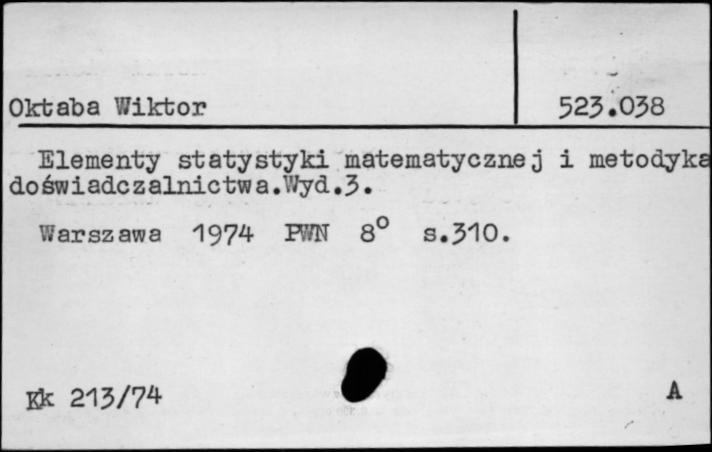 Oktaba Wiktor 523.038
Elementy statystyki matematycznej i metodyka
doświadczalnictwa.Wyd.3.
Warszawa 1974 PWN 8° s.310.
Kk 213/74 A